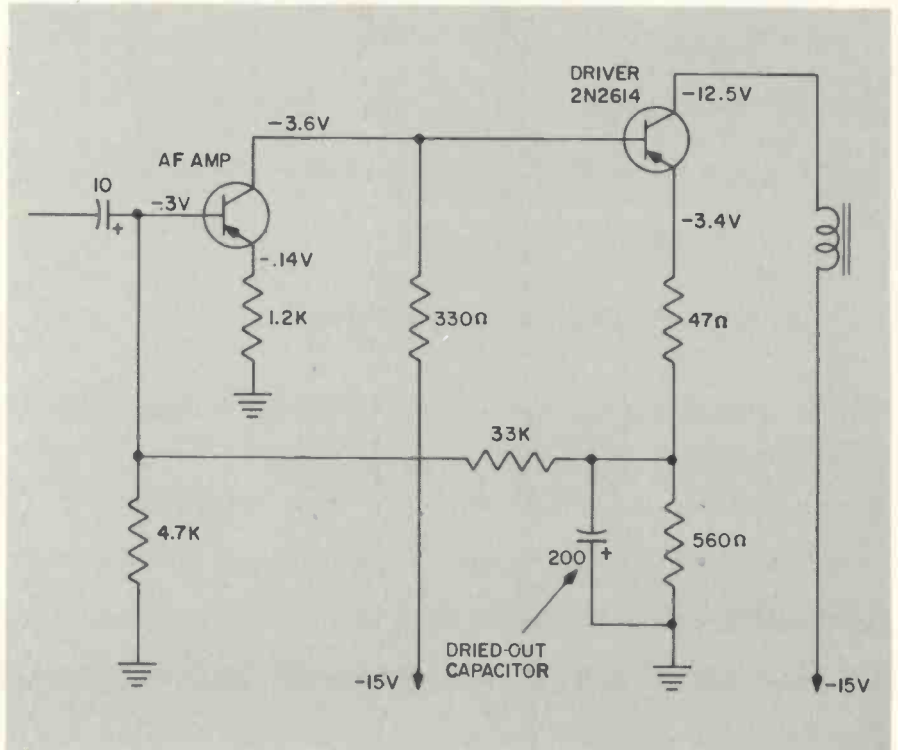 DRIVER
2N2614
-12.5V
-3.6V
AF AMP
10
-.3V
+
-3.4V
-.14V
1.2K
330Ω
47Ω
33K
4.7K
200
+
560Ω
DRIED-OUT
CAPACITOR
-15V
-15V